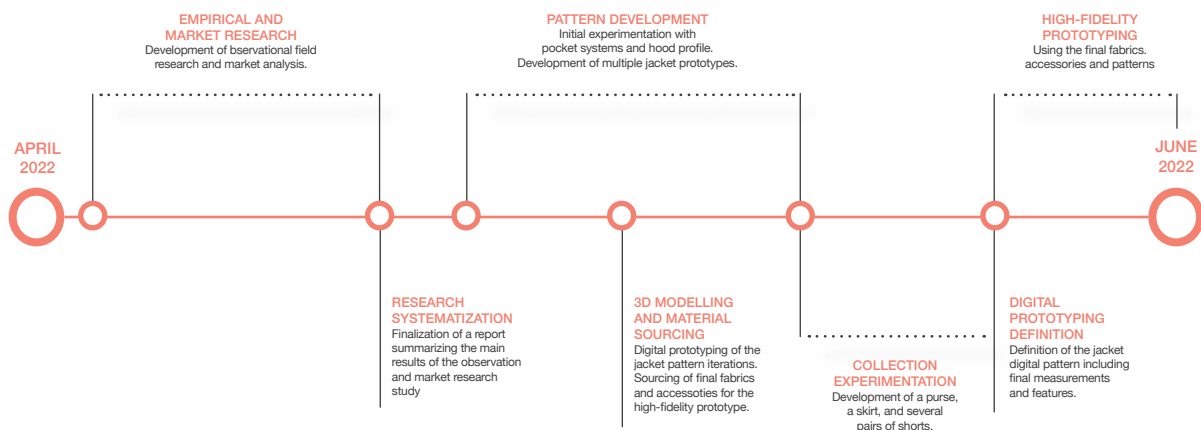 EMPIRICAL AND
MARKET RESEARCH
Development of bservational field
research and market analysis.
PATTERN DEVELOPMENT
Initial experimentation with
pocket systems and hood profile.
Development of multiple jacket prototypes.
HIGH-FIDELITY
PROTOTYPING
Using the final fabrics.
accessories and patterns
APRIL
2022
JUNE
2022
RESEARCH
SYSTEMATIZATION
Finalization of a report
summarizing the main
results of the observation
and market research
study
3D MODELLING
AND MATERIAL
SOURCING
Digital prototyping of the
jacket pattern iterations.
Sourcing of final fabrics
and accessoties for the
high-fidelity prototype.
COLLECTION
EXPERIMENTATION
Development of a purse,
a skirt, and several
pairs of shorts.
DIGITAL
PROTOTYPING
DEFINITION
Definition of the jacket
digital pattern including
final measurements
and features.